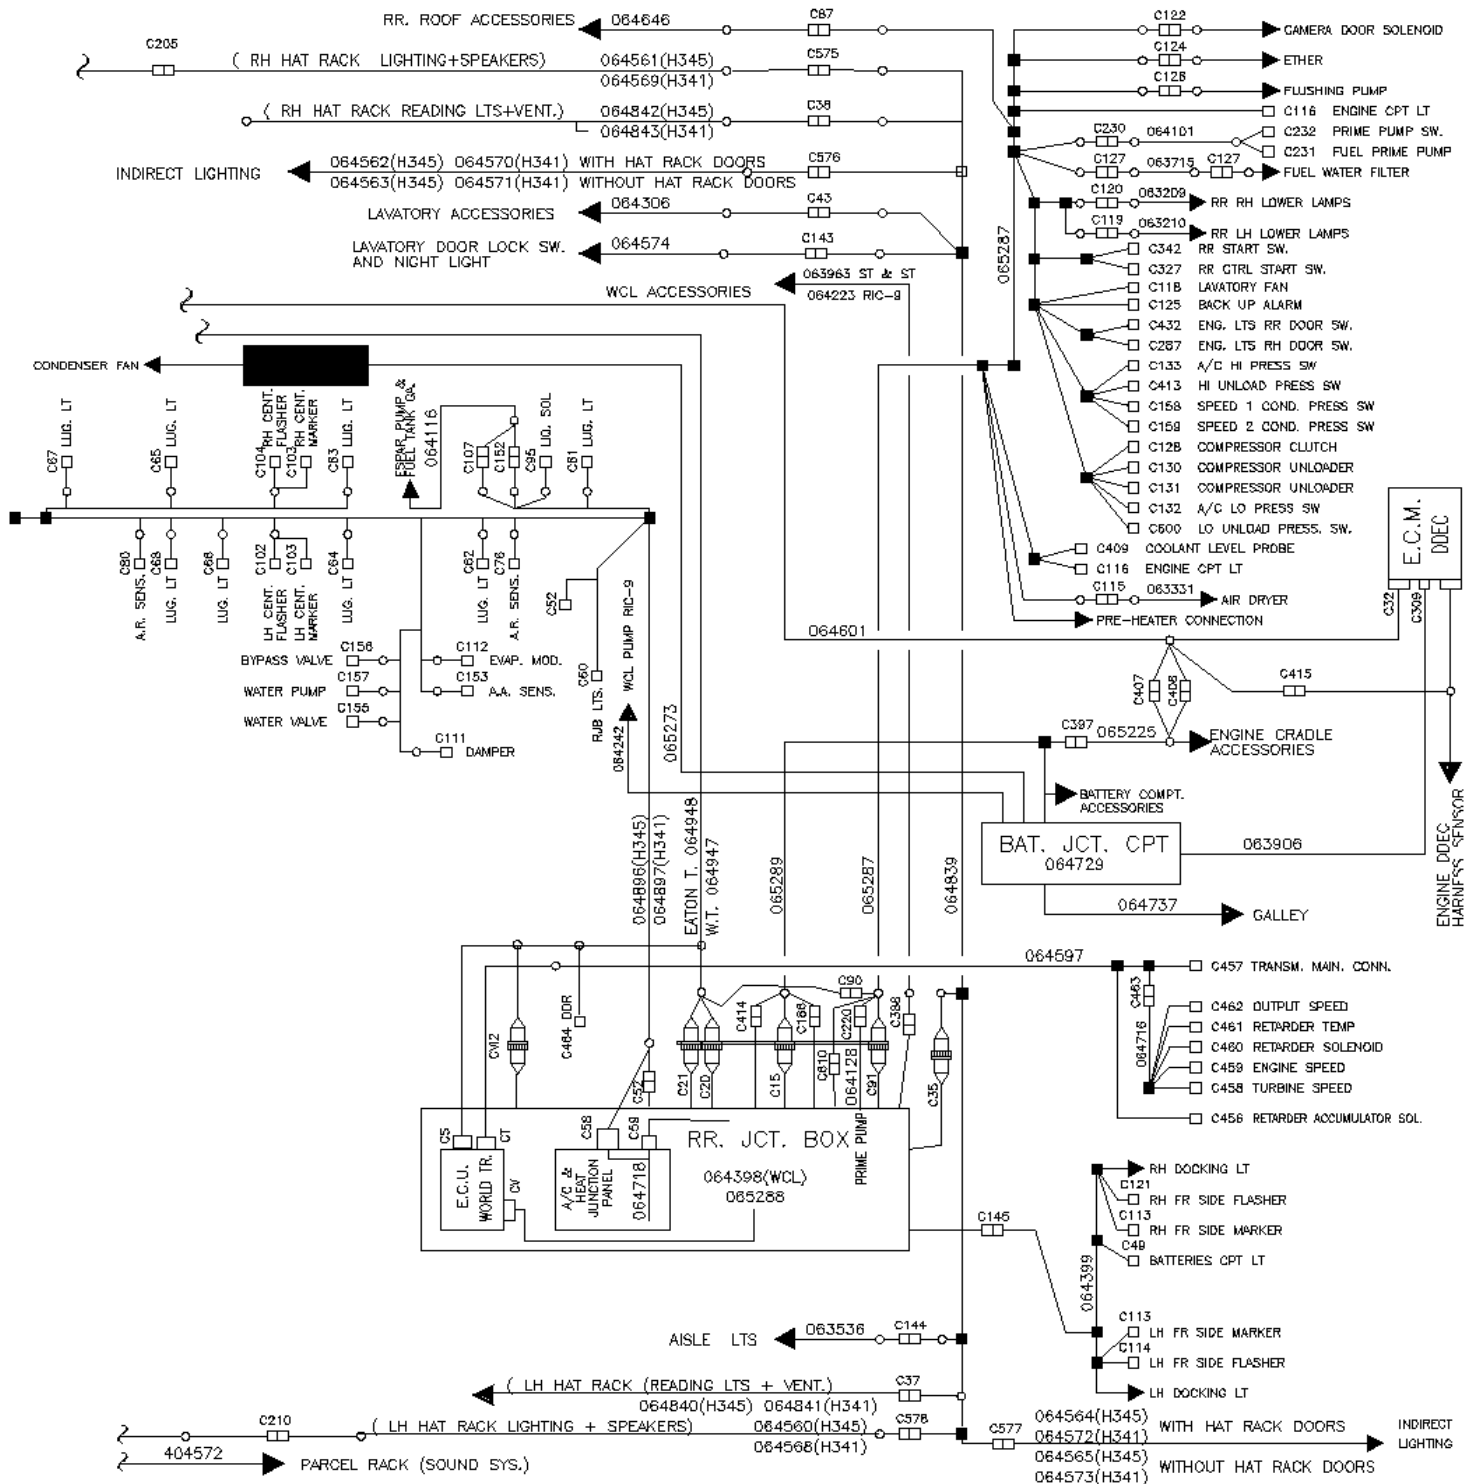 RR. ROOF ACCESSORIES 064646 C87
C122 CAMERA DOOR SOLENOID
C205 ( RH HAT RACK LIGHTING+SPEAKERS) 064561(H345) C575
064569(H341)
C124 ETHER
C126 FLUSHING PUMP
( RH HAT RACK READING LTS+VENT.) 064842(H345) C38
064843(H341)
C116 ENGINE CPT LT
C230 064101 C232 PRIME PUMP SW.
C231 FUEL PRIME PUMP
INDIRECT LIGHTING 064562(H345) 064570(H341) WITH HAT RACK DOORS C576
064563(H345) 064571(H341) WITHOUT HAT RACK DOORS
C127 063715 C127 FUEL WATER FILTER
LAVATORY ACCESSORIES 064306 C43
C120 063209 RR RH LOWER LAMPS
C119 063210 RR LH LOWER LAMPS
LAVATORY DOOR LOCK SW.
AND NIGHT LIGHT
064574 C143
065287
C342 RR START SW.
C327 RR CTRL START SW.
063963 ST & ST
064223 RIC-9
WCL ACCESSORIES
C118 LAVATORY FAN
C125 BACK UP ALARM
C432 ENG. LTS RR DOOR SW.
C287 ENG. LTS RH DOOR SW.
C133 A/C HI PRESS SW
C413 HI UNLOAD PRESS SW
C158 SPEED 1 COND. PRESS SW
C159 SPEED 2 COND. PRESS SW
C128 COMPRESSOR CLUTCH
C130 COMPRESSOR UNLOADER
C131 COMPRESSOR UNLOADER
C132 A/C LO PRESS SW
C600 LO UNLOAD PRESS. SW.
C409 COOLANT LEVEL PROBE
C116 ENGINE CPT LT
C115 063331 AIR DRYER
PRE-HEATER CONNECTION
CONDENSER FAN
C67 LUG. LT
C65 LUG. LT
C104 RH CENT. FLASHER
C103 RH CENT. MARKER
C63 LUG. LT
ESPAR PUMP &
FUEL TANK GA.
064116
C107
C152
C95 LIQ. SOL
C61 LUG. LT
C80 A.R. SENS.
C69 LUG. LT
C66 LUG. LT
C102 LH CENT. FLASHER
C103 LH CENT. MARKER
C64 LUG. LT
C62 LUG. LT
C76 A.R. SENS.
C52
C60 RJB LTS.
WCL PUMP RIC-9
064242
065273
BYPASS VALVE C156
WATER PUMP C157
WATER VALVE C155
C112 EVAP. MOD.
C153 A.A. SENS.
C111 DAMPER
E.C.M.
DDEC
C32 C309
064601
C407 C408
C415
C397 065225 ENGINE CRADLE
ACCESSORIES
BATTERY COMPT.
ACCESSORIES
BAT. JCT. CPT
064729
063906
ENGINE DDEC
HARNESS SENSOR
064737 GALLEY
064896(H345)
064897(H341)
EATON T. 064948
W.T. 064947
065289
065287
064839
064597
C457 TRANSM. MAIN. CONN.
C463
064716
C462 OUTPUT SPEED
C461 RETARDER TEMP
C460 RETARDER SOLENOID
C459 ENGINE SPEED
C458 TURBINE SPEED
C456 RETARDER ACCUMULATOR SOL.
CVI2
C464 DDR
C52
C21
C20
C414
C15
C186
C90
C220
C610
064128
C91
C388
C35
C5
CT
E.C.U.
WORLD TR.
CV
C58
C59
A/C &
HEAT
JUNCTION
PANEL
064718
RR. JCT. BOX
064398(WCL)
065288
PRIME PUMP
C145
064399
RH DOCKING LT
C121 RH FR SIDE FLASHER
C113 RH FR SIDE MARKER
C49 BATTERIES CPT LT
C113 LH FR SIDE MARKER
C114 LH FR SIDE FLASHER
LH DOCKING LT
AISLE LTS 063536 C144
( LH HAT RACK (READING LTS + VENT.) C37
064840(H345) 064841(H341)
C210 ( LH HAT RACK LIGHTING + SPEAKERS) 064560(H345) C578
064568(H341)
404572 PARCEL RACK (SOUND SYS.)
C577 064564(H345)
064572(H341) WITH HAT RACK DOORS
064565(H345)
064573(H341) WITHOUT HAT RACK DOORS
INDIRECT
LIGHTING